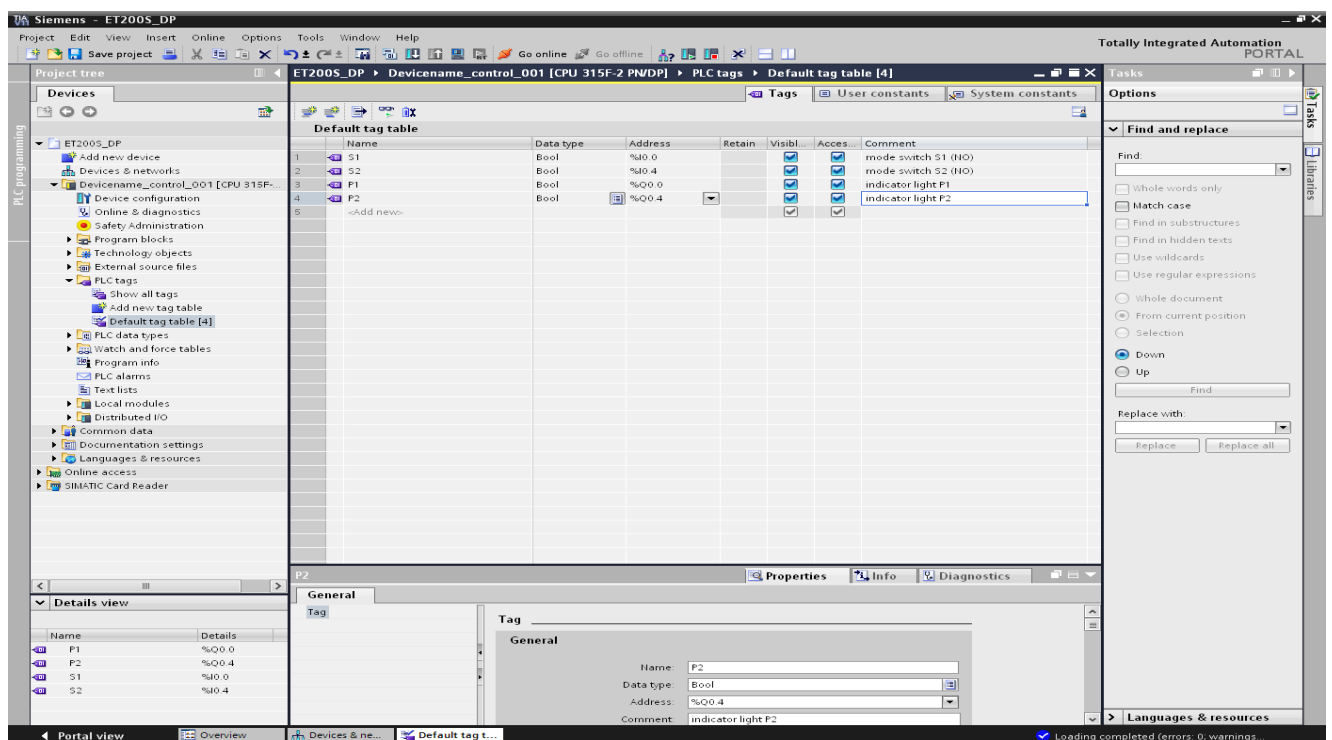 Siemens - ET200S_DP
Project Edit View Insert Online Options Tools Window Help
Save project Go online Go offline
Totally Integrated Automation
PORTAL
Project tree
ET200S_DP Devicename_control_001 [CPU 315F-2 PN/DP] PLC tags Default tag table [4]
Tasks
Devices
Tags User constants System constants
Options
Default tag table
Name Data type Address Retain Visibl... Acces... Comment
1 S1 Bool %I0.0 mode switch S1 (NO)
2 S2 Bool %I0.4 mode switch S2 (NO)
3 P1 Bool %Q0.0 indicator light P1
4 P2 Bool %Q0.4 indicator light P2
5 <Add new>
PLC programming
ET200S_DP
Add new device
Devices & networks
Devicename_control_001 [CPU 315F-...
Device configuration
Online & diagnostics
Safety Administration
Program blocks
Technology objects
External source files
PLC tags
Show all tags
Add new tag table
Default tag table [4]
PLC data types
Watch and force tables
Program info
PLC alarms
Text lists
Local modules
Distributed I/O
Common data
Documentation settings
Languages & resources
Online access
SIMATIC Card Reader
Find and replace
Find:
Whole words only
Match case
Find in substructures
Find in hidden texts
Use wildcards
Use regular expressions
Whole document
From current position
Selection
Down
Up
Find
Replace with:
Replace Replace all
Languages & resources
Tasks
Libraries
Details view
Name Details
P1 %Q0.0
P2 %Q0.4
S1 %I0.0
S2 %I0.4
P2
Properties Info Diagnostics
General
Tag
Tag
General
Name: P2
Data type: Bool
Address: %Q0.4
Comment: indicator light P2
Portal view Overview Devices & ne... Default tag t...
Loading completed (errors: 0; warnings...